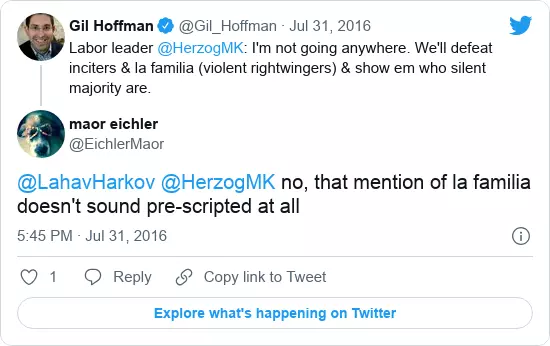 Gil Hoffman @Gil_Hoffman · Jul 31, 2016
Labor leader @HerzogMK: I'm not going anywhere. We'll defeat
inciters & la familia (violent rightwingers) & show em who silent
majority are.
maor eichler
@EichlerMaor
@LahavHarkov @HerzogMK no, that mention of la familia
doesn't sound pre-scripted at all
5:45 PM · Jul 31, 2016
1 Reply Copy link to Tweet
Explore what's happening on Twitter